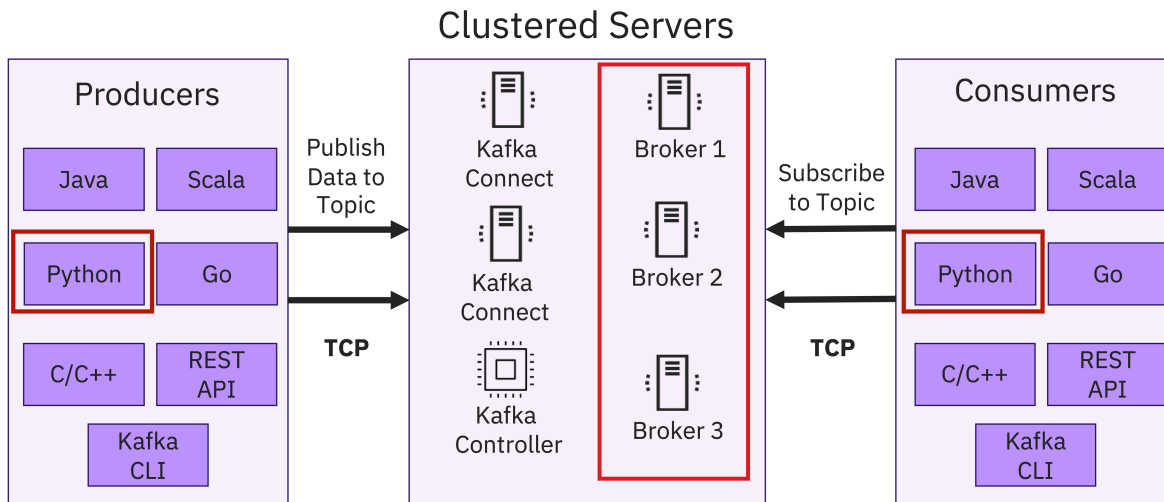 Clustered Servers
Producers
Java
Scala
Python
Go
C/C++
REST
API
Kafka
CLI
Publish
Data to
Topic
TCP
Kafka
Connect
Kafka
Connect
Kafka
Controller
Broker 1
Broker 2
Broker 3
Subscribe
to Topic
TCP
Consumers
Java
Scala
Python
Go
C/C++
REST
API
Kafka
CLI